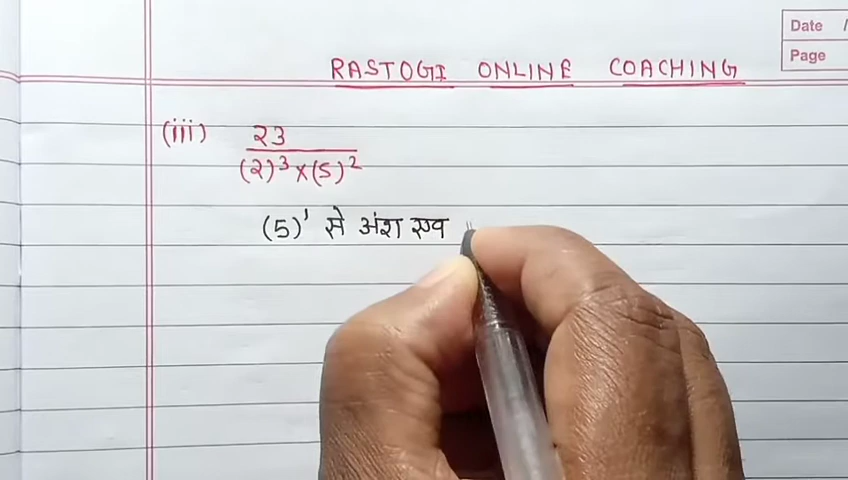 Date /
Page
RASTOGI ONLINE COACHING
(iii) 23
(2)³×(5)²
(5)¹ से अंश एव